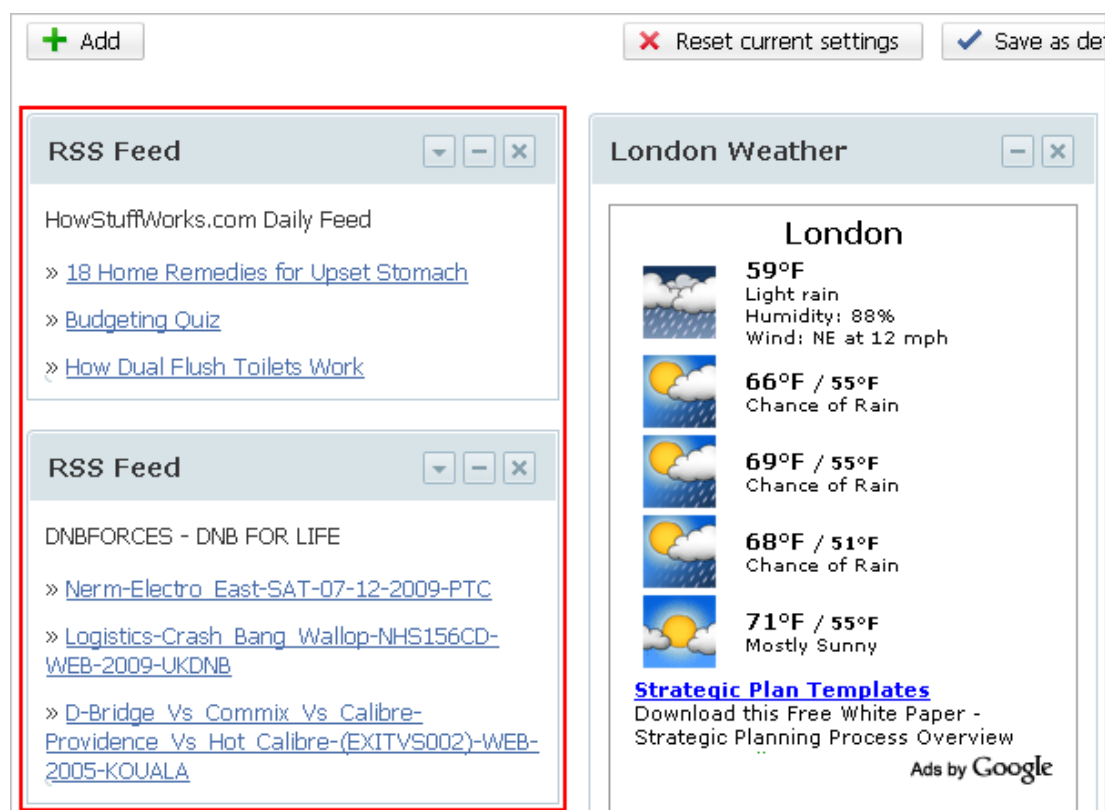 Add
Reset current settings
Save as
RSS Feed
HowStuffWorks.com Daily Feed
» 18 Home Remedies for Upset Stomach
» Budgeting Quiz
» How Dual Flush Toilets Work
RSS Feed
DNBFORCES - DNB FOR LIFE
» Nerm-Electro_East-SAT-07-12-2009-PTC
» Logistics-Crash_Bang_Wallop-NHS156CD-
WEB-2009-UKDNB
» D-Bridge_Vs_Commix_Vs_Calibre-
Providence_Vs_Hot_Calibre-(EXITVS002)-WEB-
2005-KOUALA
London Weather
London
59°F
Light rain
Humidity: 88%
Wind: NE at 12 mph
66°F / 55°F
Chance of Rain
69°F / 55°F
Chance of Rain
68°F / 51°F
Chance of Rain
71°F / 55°F
Mostly Sunny
Strategic Plan Templates
Download this Free White Paper -
Strategic Planning Process Overview
Ads by Google